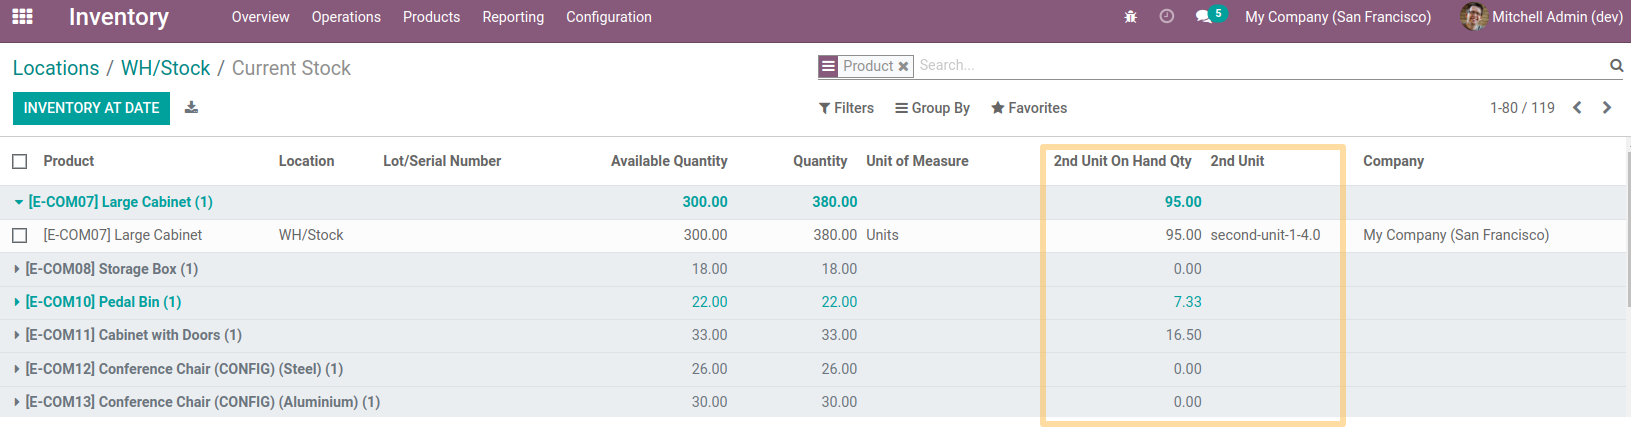 Inventory Overview Operations Products Reporting Configuration 5 My Company (San Francisco) Mitchell Admin (dev)
Locations / WH/Stock / Current Stock Product Search...
INVENTORY AT DATE Filters Group By Favorites 1-80 / 119
Product Location Lot/Serial Number Available Quantity Quantity Unit of Measure 2nd Unit On Hand Qty 2nd Unit Company
[E-COM07] Large Cabinet (1) 300.00 380.00 95.00
[E-COM07] Large Cabinet WH/Stock 300.00 380.00 Units 95.00 second-unit-1-4.0 My Company (San Francisco)
[E-COM08] Storage Box (1) 18.00 18.00 0.00
[E-COM10] Pedal Bin (1) 22.00 22.00 7.33
[E-COM11] Cabinet with Doors (1) 33.00 33.00 16.50
[E-COM12] Conference Chair (CONFIG) (Steel) (1) 26.00 26.00 0.00
[E-COM13] Conference Chair (CONFIG) (Aluminium) (1) 30.00 30.00 0.00